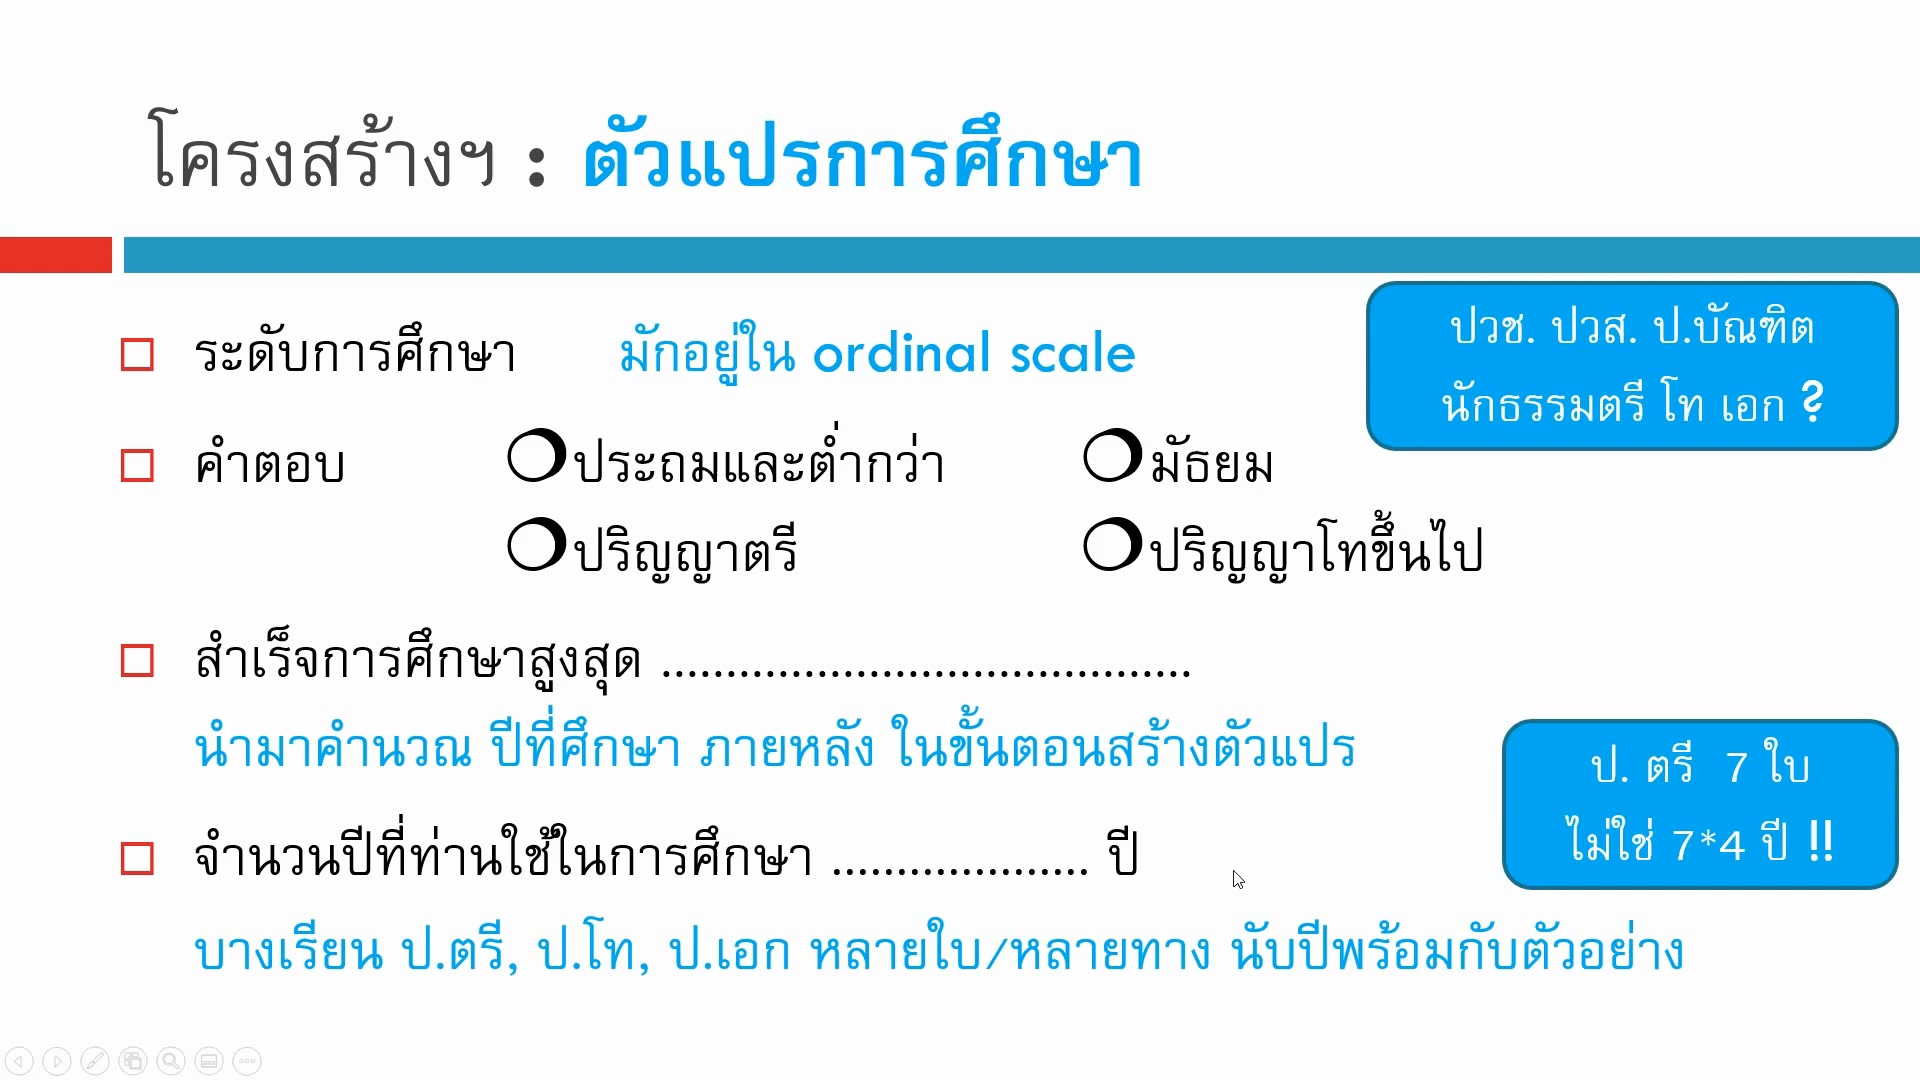 โครงสร้างฯ : ตัวแปรการศึกษา
ปวช. ปวส. ป.บัณฑิต
นักธรรมตรี โท เอก ?
ระดับการศึกษา มักอยู่ใน ordinal scale
คำตอบ ประถมและต่ำกว่า มัธยม
ปริญญาตรี ปริญญาโทขึ้นไป
สำเร็จการศึกษาสูงสุด .........................................
นำมาคำนวณ ปีที่ศึกษา ภายหลัง ในขั้นตอนสร้างตัวแปร
ป. ตรี 7 ใบ
ไม่ใช่ 7*4 ปี !!
จำนวนปีที่ท่านใช้ในการศึกษา .................... ปี
บางเรียน ป.ตรี, ป.โท, ป.เอก หลายใบ/หลายทาง นับปีพร้อมกับตัวอย่าง